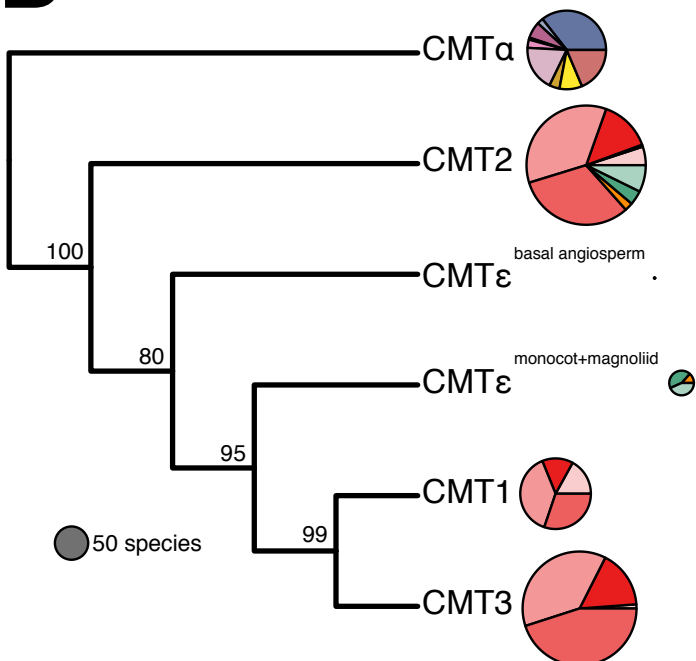 CMTα
CMT2
100
basal angiosperm
CMTε
80
monocot+magnoliid
CMTε
95
CMT1
99
50 species
CMT3